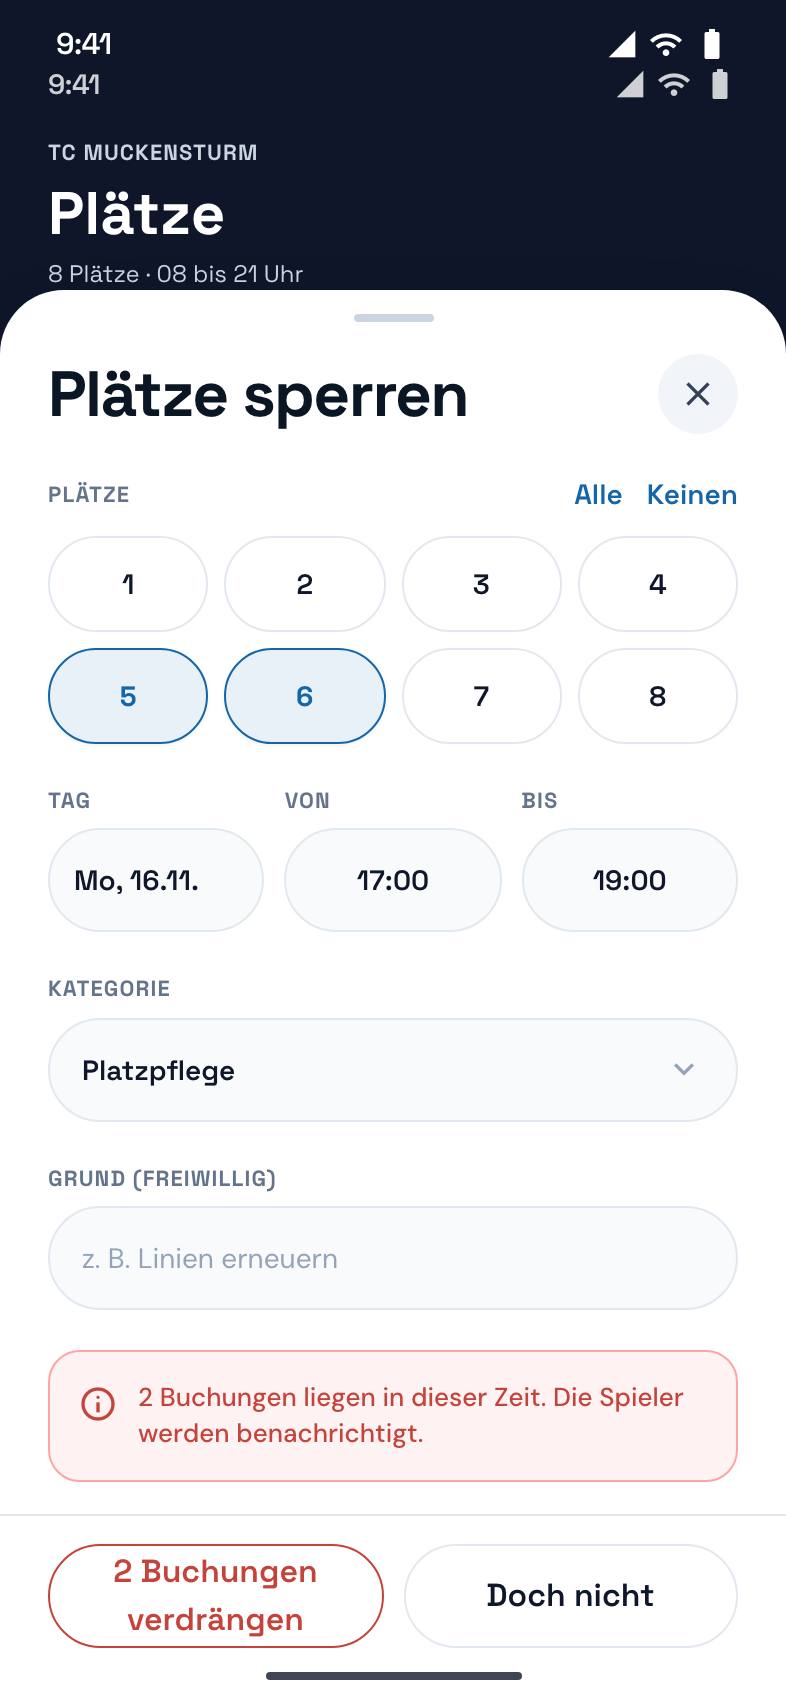 9:41
9:41
TC MUCKENSTURM
Plätze
8 Plätze · 08 bis 21 Uhr
Plätze sperren
PLÄTZE Alle Keinen
1 2 3 4
5 6 7 8
TAG VON BIS
Mo, 16.11. 17:00 19:00
KATEGORIE
Platzpflege
GRUND (FREIWILLIG)
z. B. Linien erneuern
2 Buchungen liegen in dieser Zeit. Die Spieler
werden benachrichtigt.
2 Buchungen
verdrängen
Doch nicht